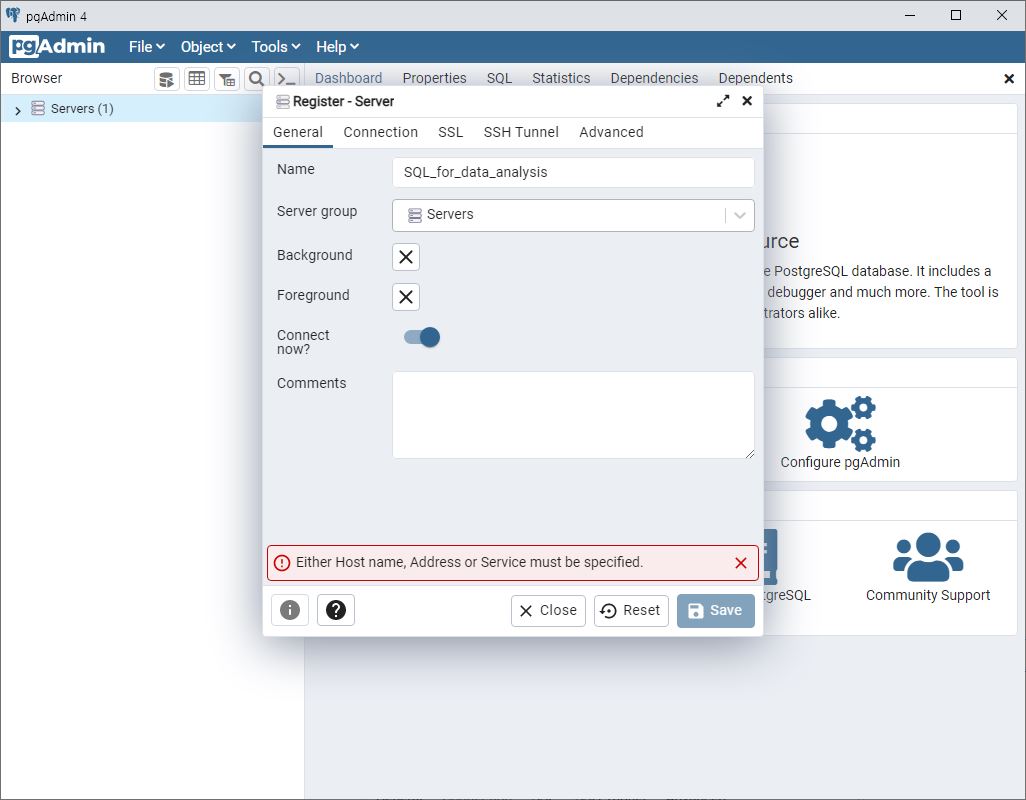 pgAdmin 4
pgAdmin File Object Tools Help
Browser Dashboard Properties SQL Statistics Dependencies Dependents
Servers (1)
Register - Server
General Connection SSL SSH Tunnel Advanced
Name SQL_for_data_analysis
Server group Servers
Background
Foreground
Connect
now?
Comments
Either Host name, Address or Service must be specified.
Close Reset Save
urce
e PostgreSQL database. It includes a
debugger and much more. The tool is
trators alike.
Configure pgAdmin
tgreSQL Community Support